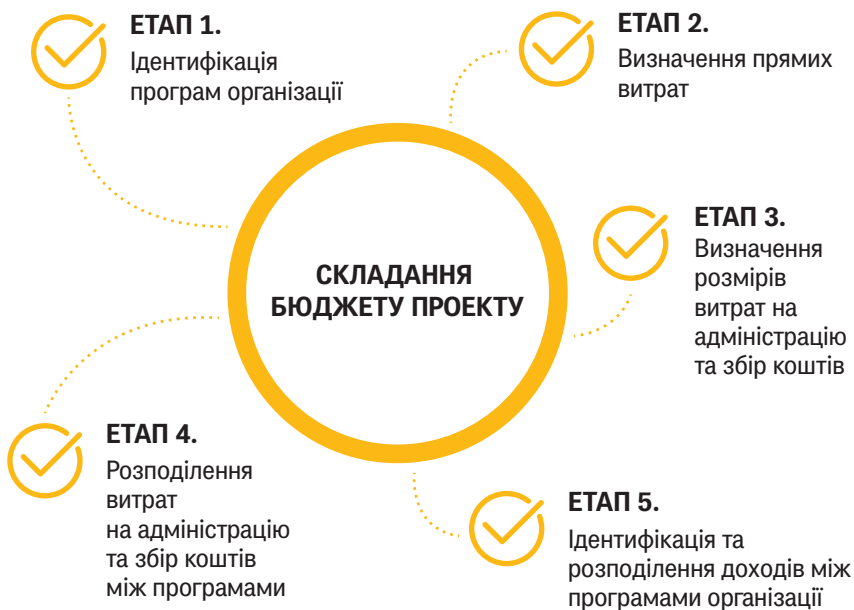 ЕТАП 1.
Ідентифікація
програм організації
ЕТАП 2.
Визначення прямих
витрат
СКЛАДАННЯ
БЮДЖЕТУ ПРОЕКТУ
ЕТАП 3.
Визначення
розмірів
витрат на
адміністрацію
та збір коштів
ЕТАП 4.
Розподілення
витрат
на адміністрацію
та збір коштів
між програмами
ЕТАП 5.
Ідентифікація та
розподілення доходів між
програмами організації